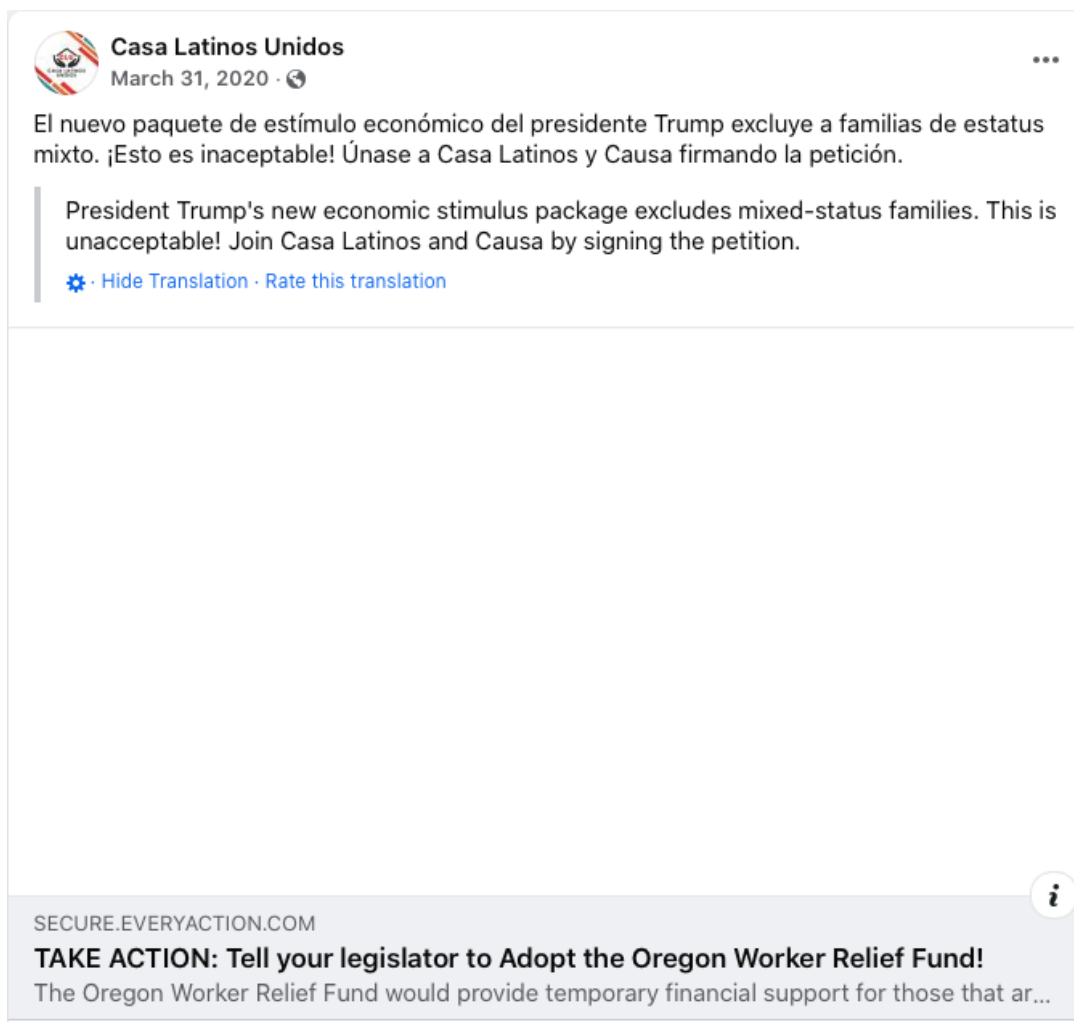 Casa Latinos Unidos
March 31, 2020 ·
El nuevo paquete de estímulo económico del presidente Trump excluye a familias de estatus
mixto. ¡Esto es inaceptable! Únase a Casa Latinos y Causa firmando la petición.
President Trump's new economic stimulus package excludes mixed-status families. This is
unacceptable! Join Casa Latinos and Causa by signing the petition.
· Hide Translation · Rate this translation
SECURE.EVERYACTION.COM
TAKE ACTION: Tell your legislator to Adopt the Oregon Worker Relief Fund!
The Oregon Worker Relief Fund would provide temporary financial support for those that ar...